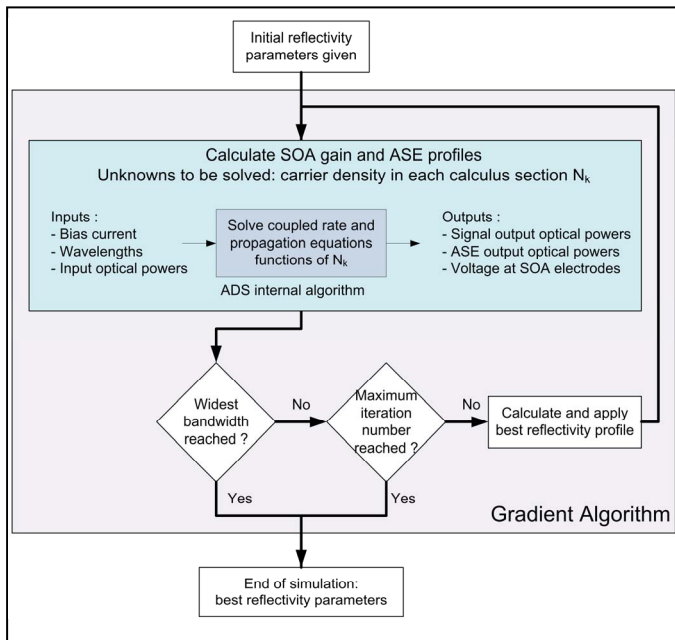 Initial reflectivity
parameters given
Calculate SOA gain and ASE profiles
Unknowns to be solved: carrier density in each calculus section Nk
Inputs :
- Bias current
- Wavelengths
- Input optical powers
Solve coupled rate and
propagation equations
functions of Nk
Outputs :
- Signal output optical powers
- ASE output optical powers
- Voltage at SOA electrodes
ADS internal algorithm
Widest
bandwidth
reached ?
No
Maximum
iteration
number
reached ?
No
Calculate and apply
best reflectivity profile
Yes
Yes
Gradient Algorithm
End of simulation:
best reflectivity parameters